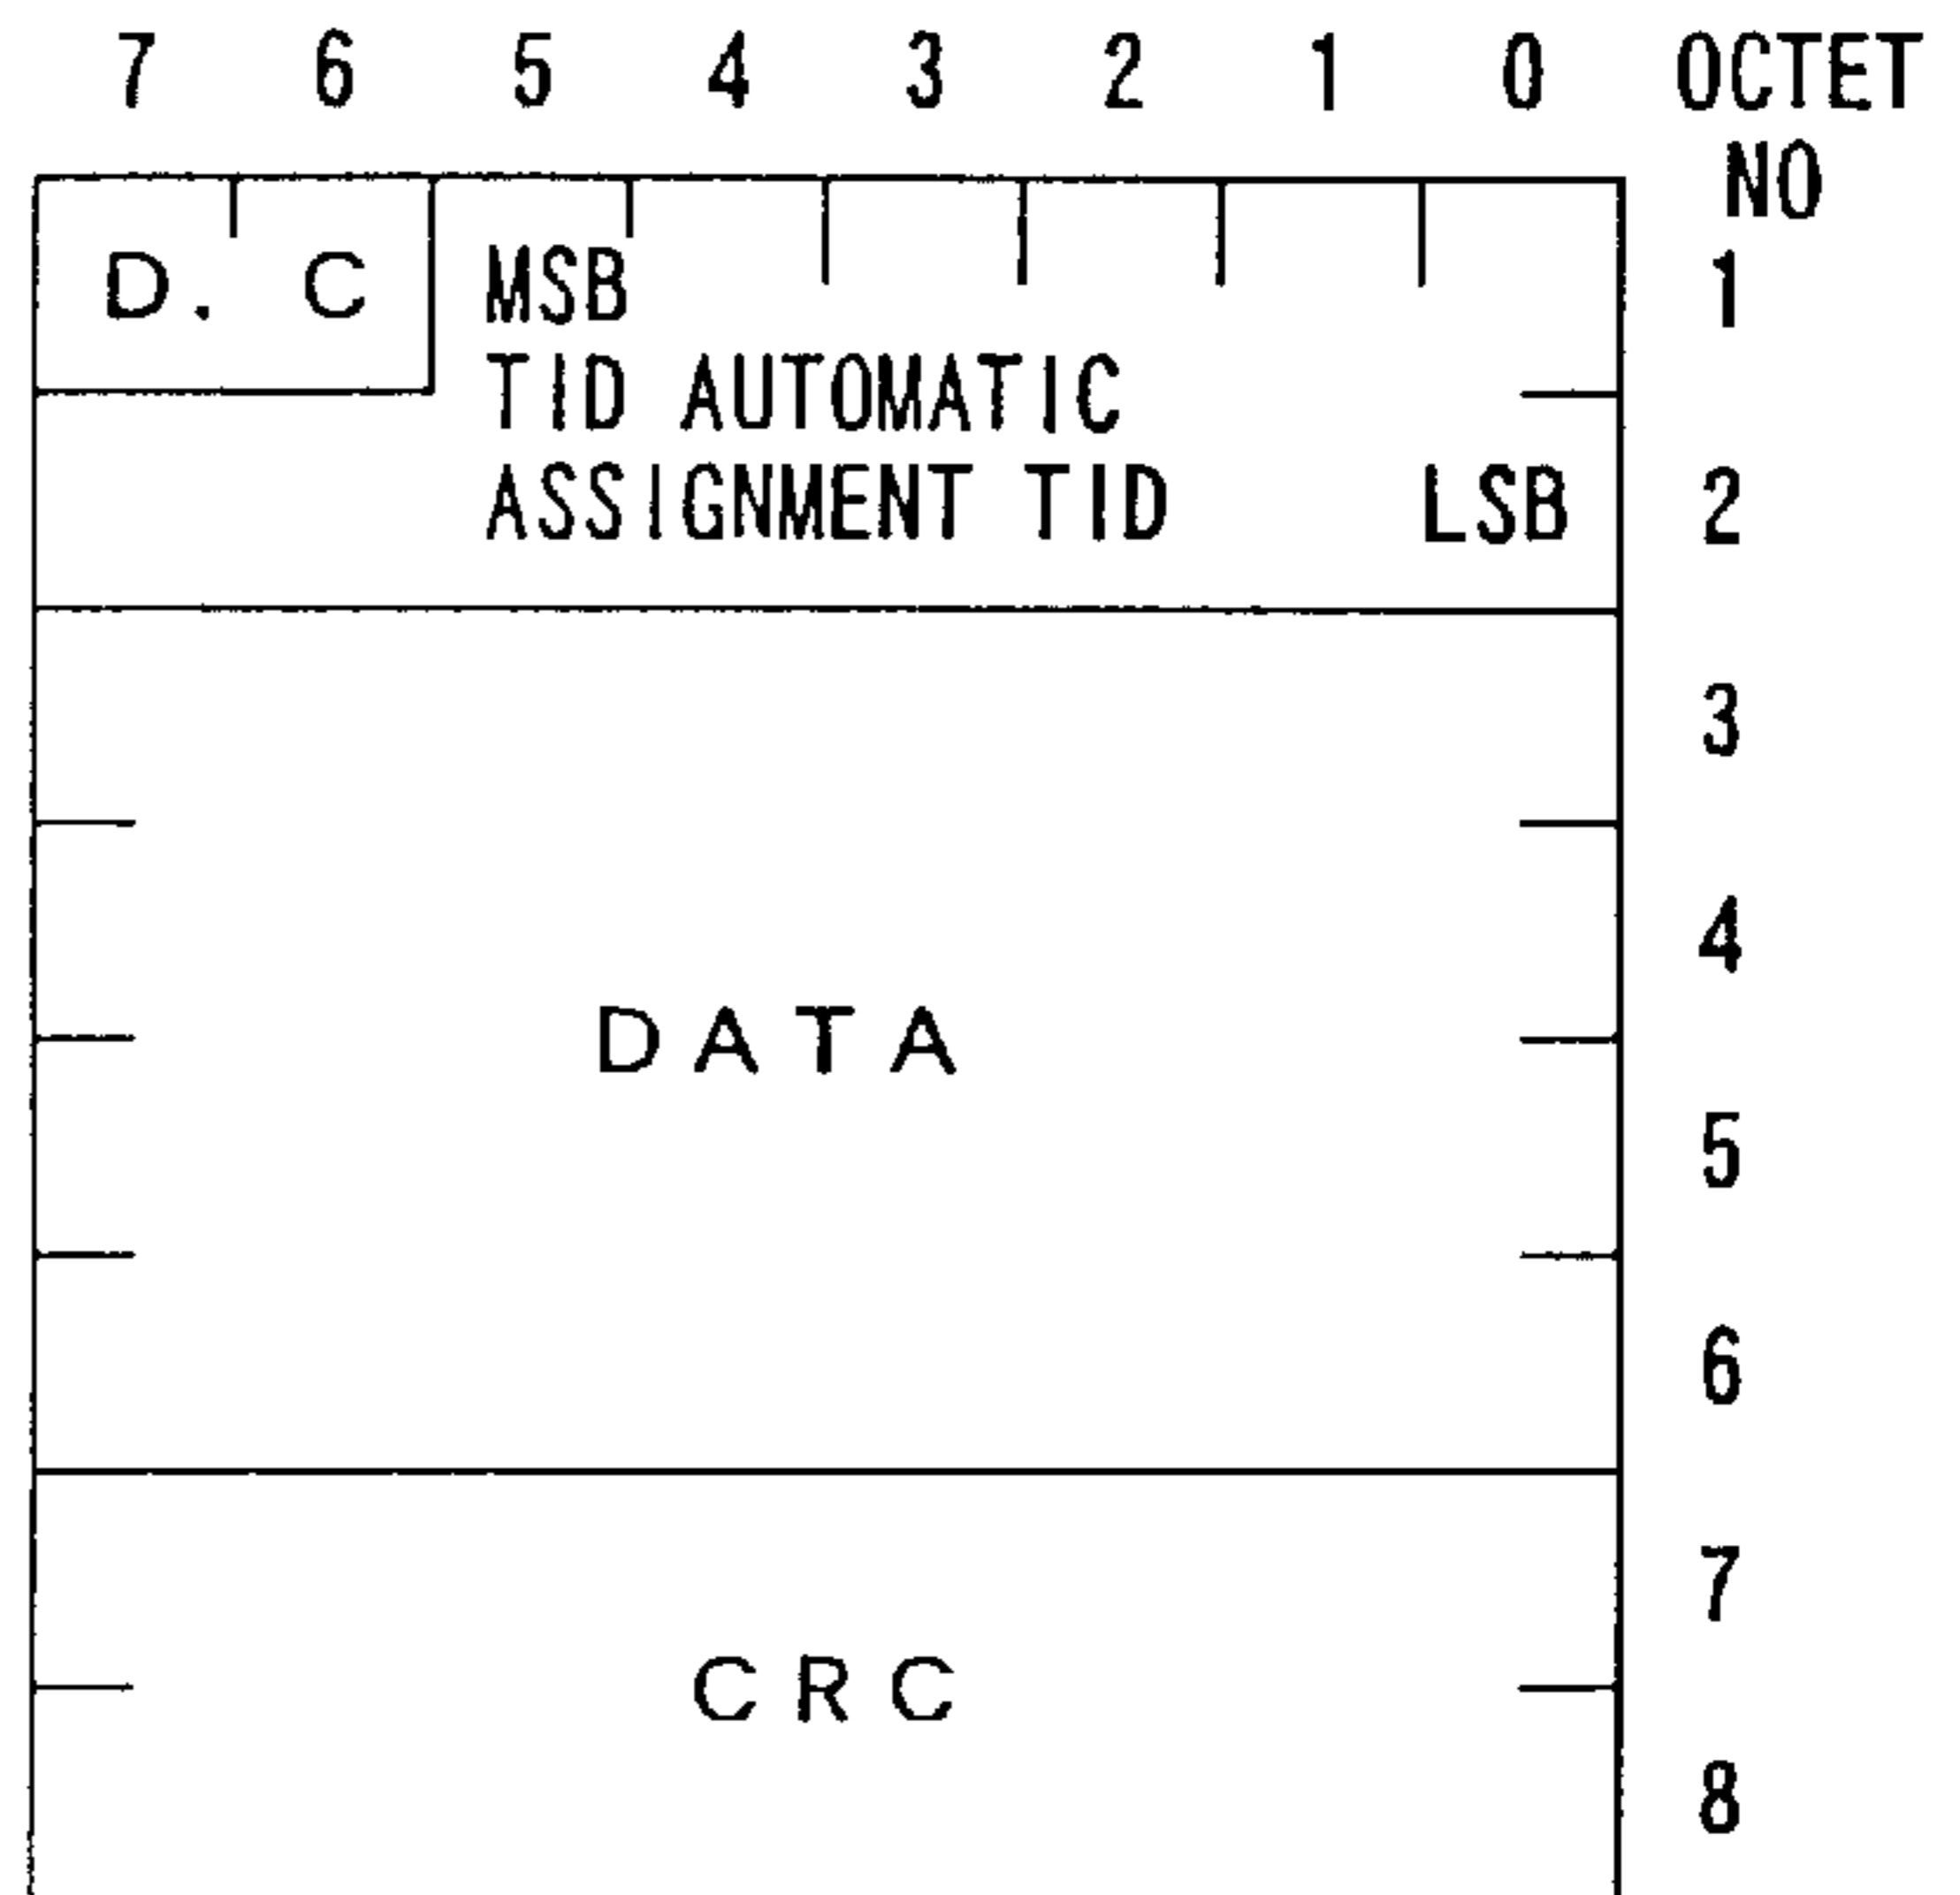 7 6 5 4 3 2 1 0 OCTET
NO
D. C MSB 1
TID AUTOMATIC
ASSIGNMENT TID LSB 2
3
4
DATA
5
6
7
CRC
8